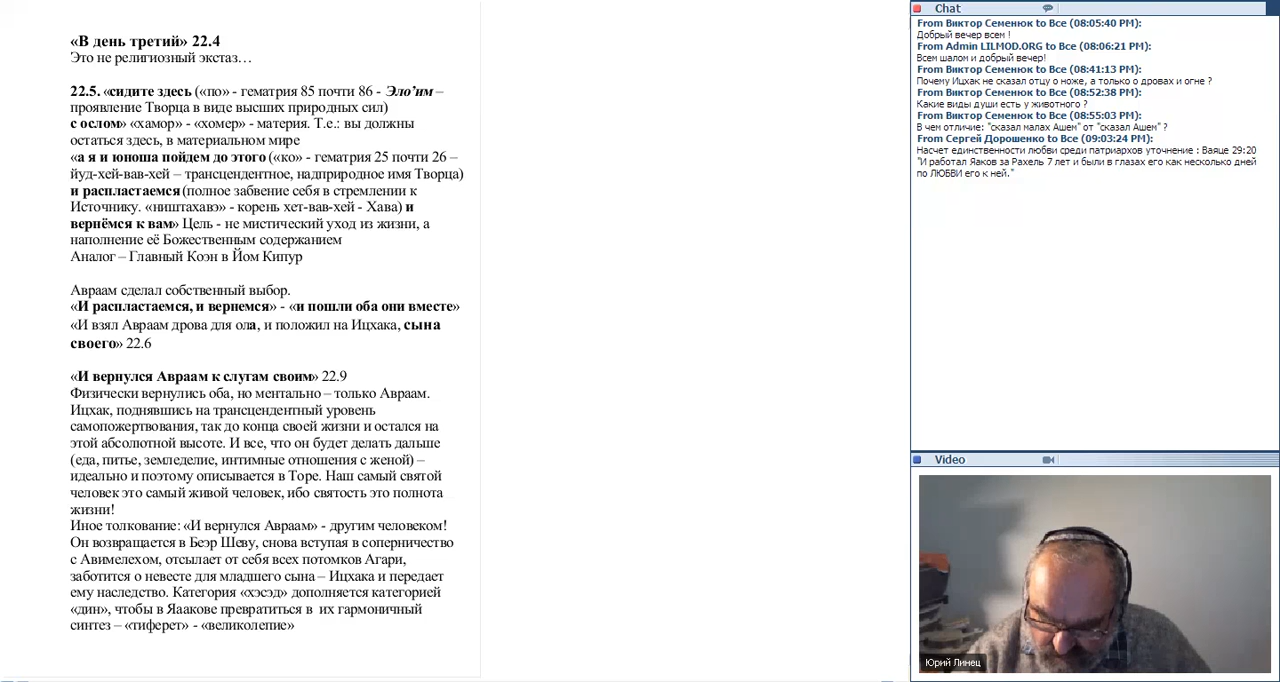 «В день третий» 22.4
Это не религиозный экстаз…
22.5. «сидите здесь («по» - гематрия 85 почти 86 - Эло'им –
проявление Творца в виде высших природных сил)
с ослом» «хамор» - «хомер» - материя. Т.е.: вы должны
остаться здесь, в материальном мире
«а я и юноша пойдем до этого («ко» - гематрия 25 почти 26 –
йуд-хей-вав-хей – трансцендентное, надприродное имя Творца)
и распластаемся (полное забвение себя в стремлении к
Источнику. «ништахавэ» - корень хет-вав-хей - Хава) и
вернёмся к вам» Цель - не мистический уход из жизни, а
наполнение её Божественным содержанием
Аналог – Главный Коэн в Йом Кипур
Авраам сделал собственный выбор.
«И распластаемся, и вернемся» - «и пошли оба они вместе»
«И взял Авраам дрова для ола, и положил на Ицхака, сына
своего» 22.6
«И вернулся Авраам к слугам своим» 22.9
Физически вернулись оба, но ментально – только Авраам.
Ицхак, поднявшись на трансцендентный уровень
самопожертвования, так до конца своей жизни и остался на
этой абсолютной высоте. И все, что он будет делать дальше
(еда, питье, земледелие, интимные отношения с женой) –
идеально и поэтому описывается в Торе. Наш самый святой
человек это самый живой человек, ибо святость это полнота
жизни!
Иное толкование: «И вернулся Авраам» - другим человеком!
Он возвращается в Беэр Шеву, снова вступая в соперничество
с Авимелехом, отсылает от себя всех потомков Агари,
заботится о невесте для младшего сына – Ицхака и передает
ему наследство. Категория «хэсэд» дополняется категорией
«дин», чтобы в Яаакове превратиться в их гармоничный
синтез – «тиферет» - «великолепие»
Chat
From Виктор Семенюк to Все (08:05:40 PM):
Добрый вечер всем !
From Admin LILMOD.ORG to Все (08:06:21 PM):
Всем шалом и добрый вечер!
From Виктор Семенюк to Все (08:41:13 PM):
Почему Ицхак не сказал отцу о ноже, а только о дровах и огне ?
From Виктор Семенюк to Все (08:52:38 PM):
Какие виды души есть у животного ?
From Виктор Семенюк to Все (08:55:03 PM):
В чем отличие: "сказал малах Ашем" от "сказал Ашем" ?
From Сергей Дорошенко to Все (09:03:24 PM):
Насчет единственности любви среди патриархов уточнение : Ваяце 29:20
"И работал Яаков за Рахель 7 лет и были в глазах его как несколько дней
по ЛЮБВИ его к ней."
Video
Юрий Линец